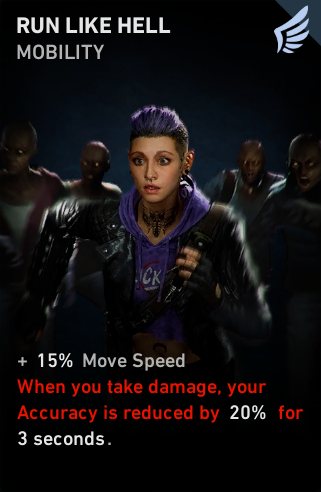 RUN LIKE HELL
MOBILITY
CK
+ 15% Move Speed
When you take damage, your
Accuracy is reduced by 20% for
3 seconds.